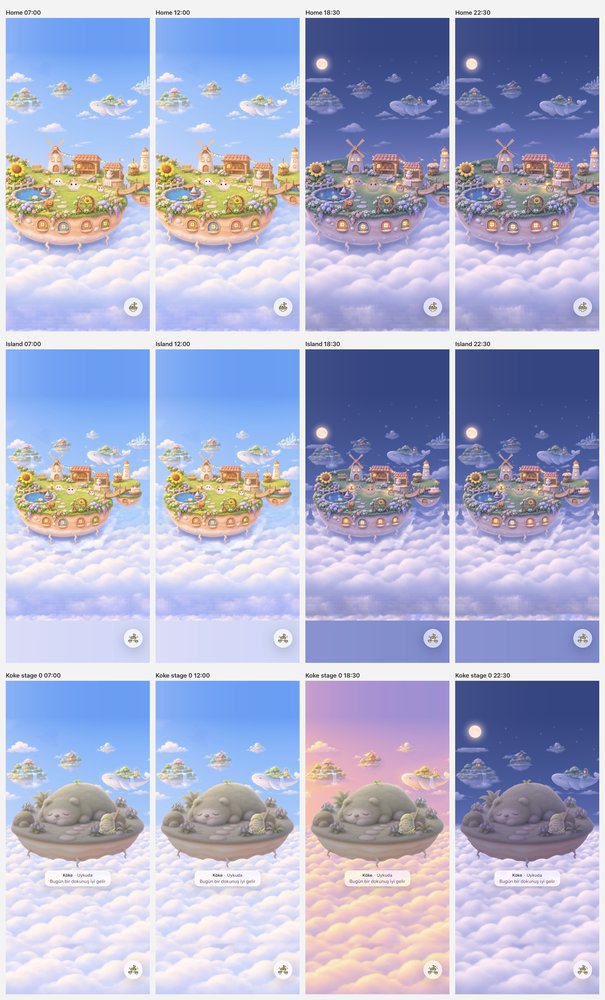 Home 07:00
Home 12:00
Home 18:30
Home 22:30
Island 07:00
Island 12:00
Island 18:30
Island 22:30
Koke stage 0 07:00
Koke stage 0 12:00
Koke stage 0 18:30
Koke stage 0 22:30
Köke · Uykuda
Bugün bir dokunuş iyi gelir
Köke · Uykuda
Bugün bir dokunuş iyi gelir
Köke · Uykuda
Bugün bir dokunuş iyi gelir
Köke · Uykuda
Bugün bir dokunuş iyi gelir